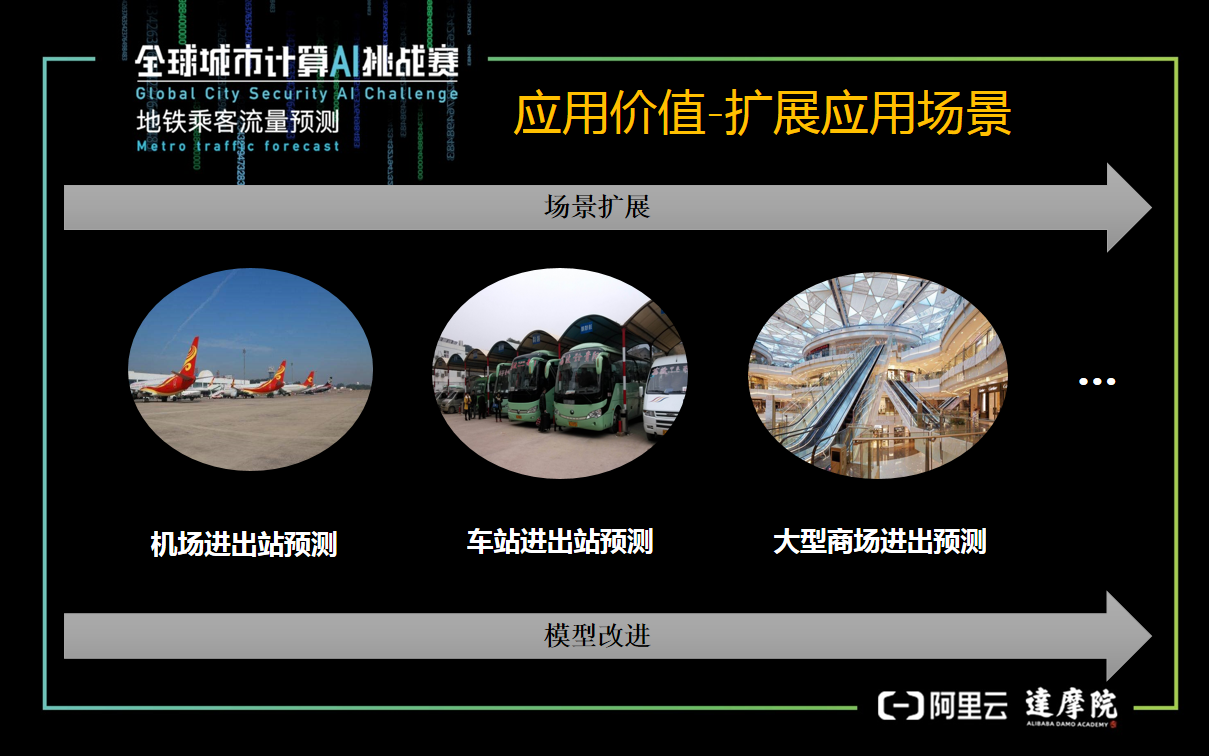 全球城市计算AI挑战赛
Global City Security AI Challenge
地铁乘客流量预测
Metro traffic forecast
应用价值-扩展应用场景
场景扩展
...
机场进出站预测
车站进出站预测
大型商场进出预测
模型改进
阿里云
達摩院
ALIBABA DAMO ACADEMY